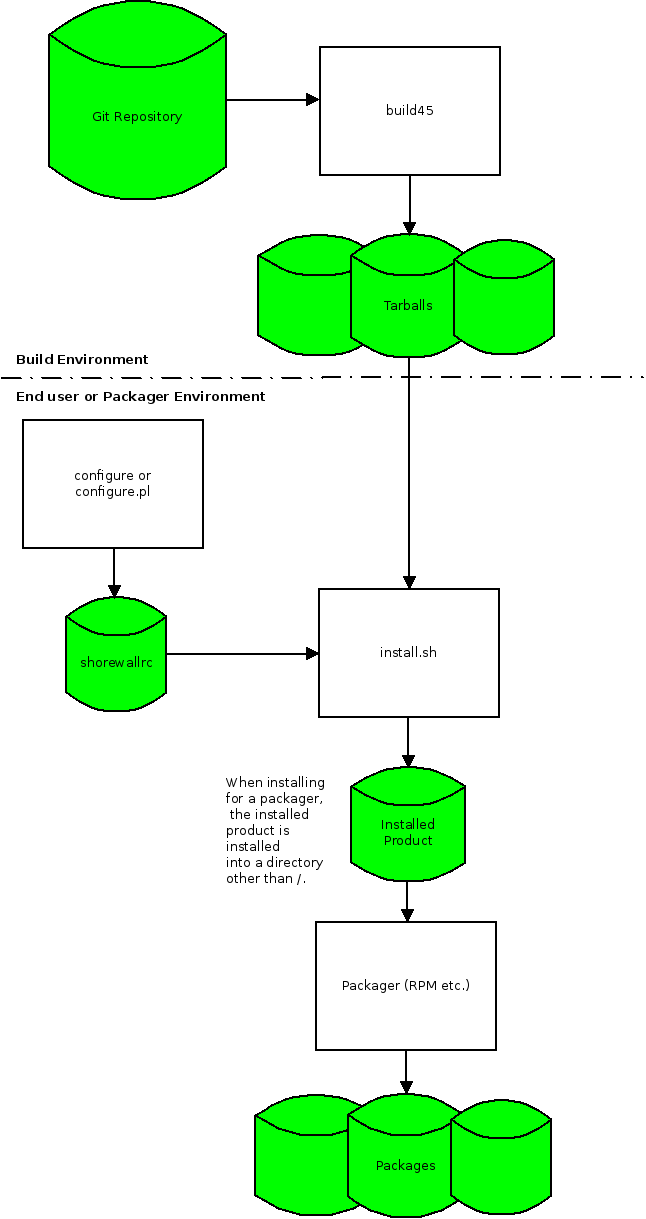 Git Repository
build45
Tarballs
Build Environment
End user or Packager Environment
configure or
configure.pl
shorewallrc
install.sh
When installing
for a packager,
the installed
product is
installed
into a directory
other than /.
Installed
Product
Packager (RPM etc.)
Packages